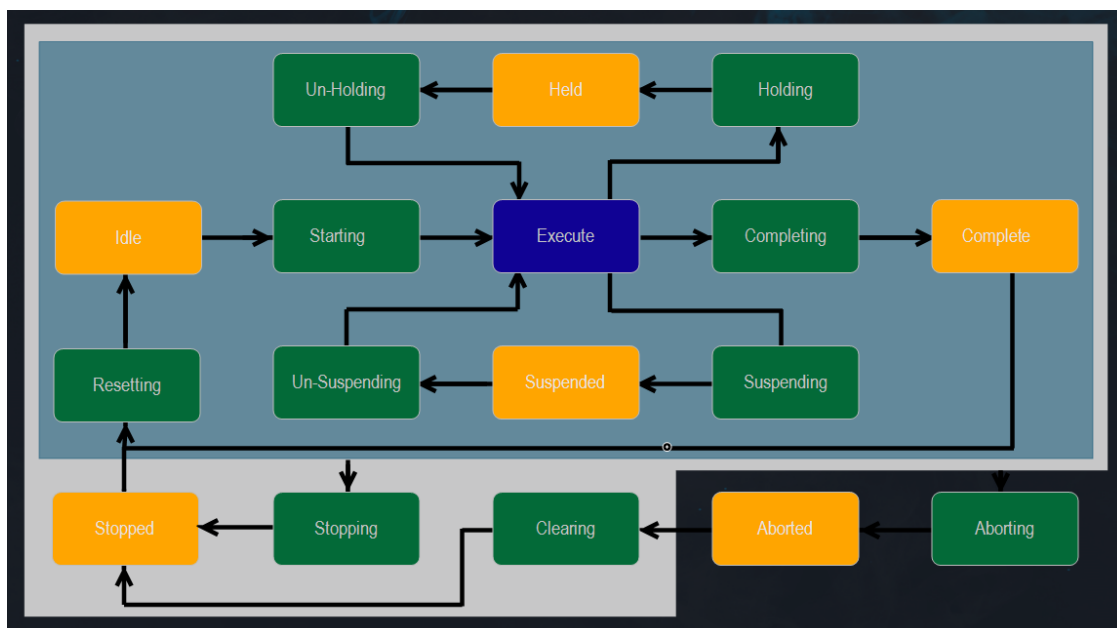 Un-Holding
Held
Holding
Idle
Starting
Execute
Completing
Complete
Resetting
Un-Suspending
Suspended
Suspending
Stopped
Stopping
Clearing
Aborted
Aborting